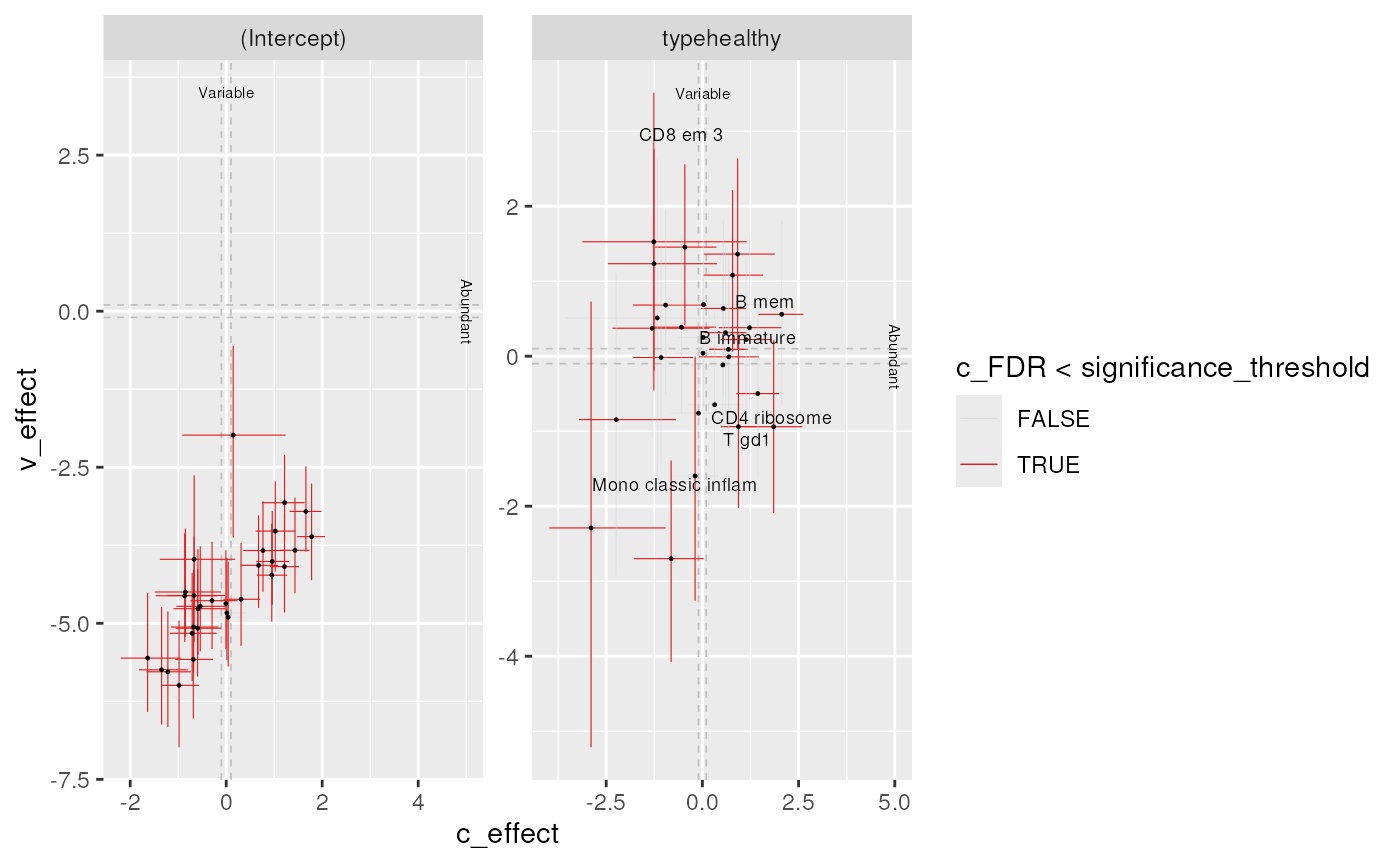 (Intercept)
typehealthy
Variable
Variable
CD8 em 3
B mem
B immature
CD4 ribosome
T gd1
Mono classic inflam
Abundant
Abundant
2.5
0.0
-2.5
-5.0
-7.5
2
0
-2
-4
-2
0
2
4
-2.5
0.0
2.5
5.0
v_effect
c_effect
c_FDR < significance_threshold
FALSE
TRUE